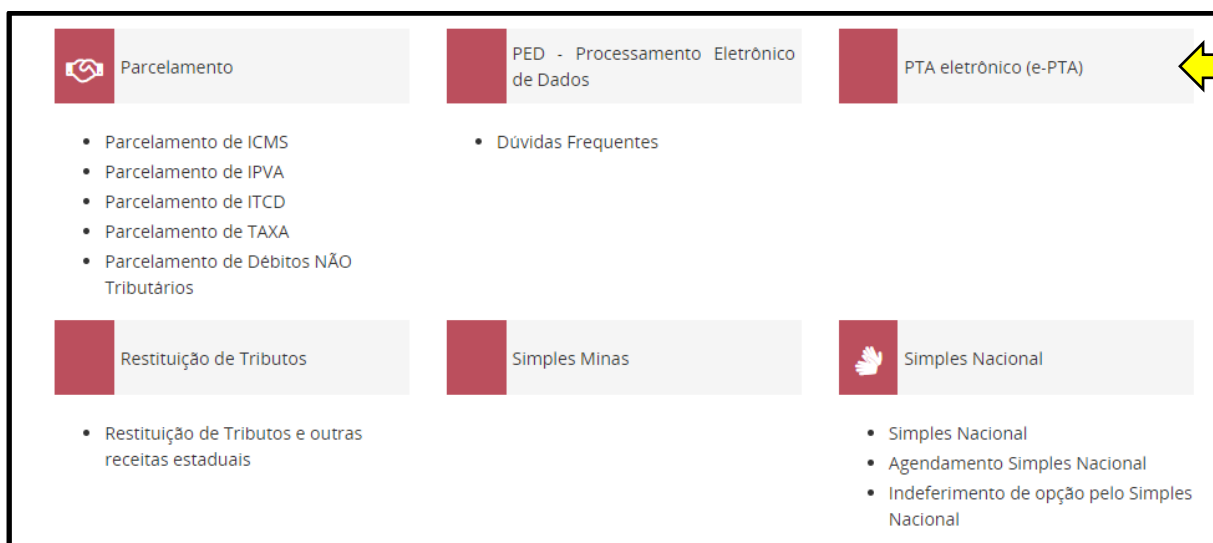 Parcelamento
PED - Processamento Eletrônico
de Dados
PTA eletrônico (e-PTA)
• Parcelamento de ICMS
• Parcelamento de IPVA
• Parcelamento de ITCD
• Parcelamento de TAXA
• Parcelamento de Débitos NÃO
Tributários
• Dúvidas Frequentes
Restituição de Tributos
Simples Minas
Simples Nacional
• Restituição de Tributos e outras
receitas estaduais
• Simples Nacional
• Agendamento Simples Nacional
• Indeferimento de opção pelo Simples
Nacional